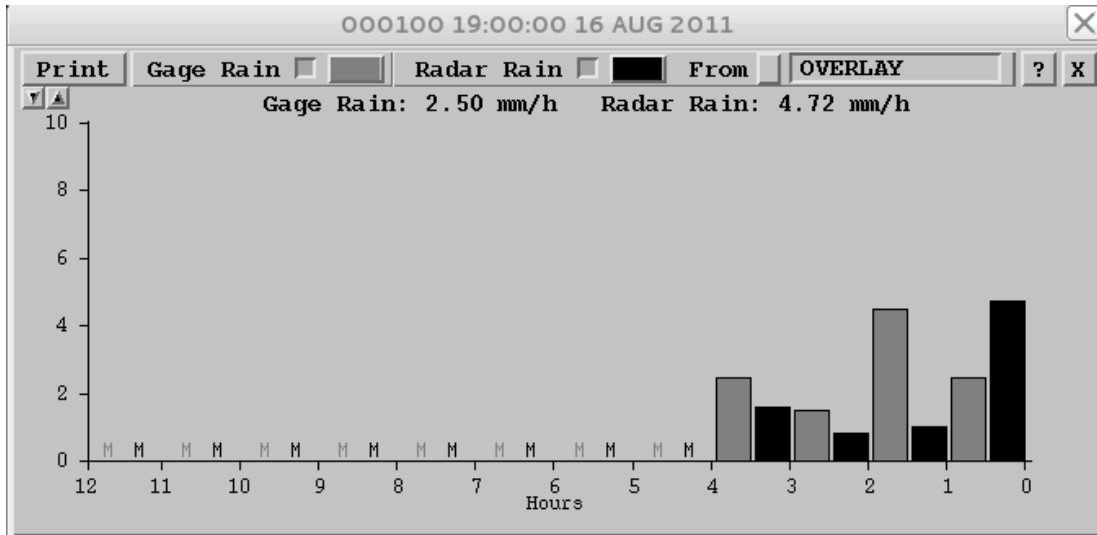 000100 19:00:00 16 AUG 2011
Print Gage Rain Radar Rain From OVERLAY ? X
Gage Rain: 2.50 mm/h Radar Rain: 4.72 mm/h
10
8
6
4
2
0
M M M M M M M M M M M M M M M M
12 11 10 9 8 7 6 5 4 3 2 1 0
Hours